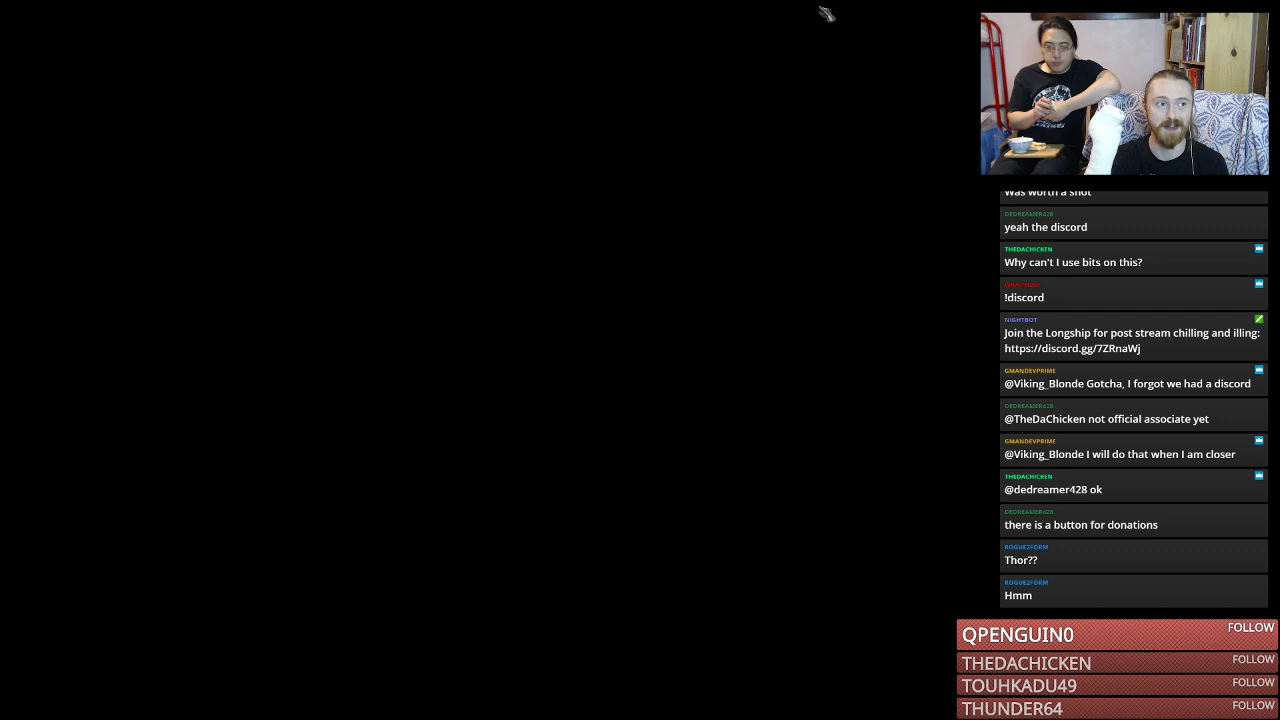 Was worth a shot
DEDREAMER428
yeah the discord
THEDACHICKEN
Why can't I use bits on this?
!discord
NIGHTBOT
Join the Longship for post stream chilling and illing:
https://discord.gg/7ZRnaWj
GMANDEVPRIME
@Viking_Blonde Gotcha, I forgot we had a discord
DEDREAMER428
@TheDaChicken not official associate yet
GMANDEVPRIME
@Viking_Blonde I will do that when I am closer
THEDACHICKEN
@dedreamer428 ok
DEDREAMER428
there is a button for donations
ROGUE2FORM
Thor??
ROGUE2FORM
Hmm
QPENGUIN0 FOLLOW
THEDACHICKEN FOLLOW
TOUHKADU49 FOLLOW
THUNDER64 FOLLOW